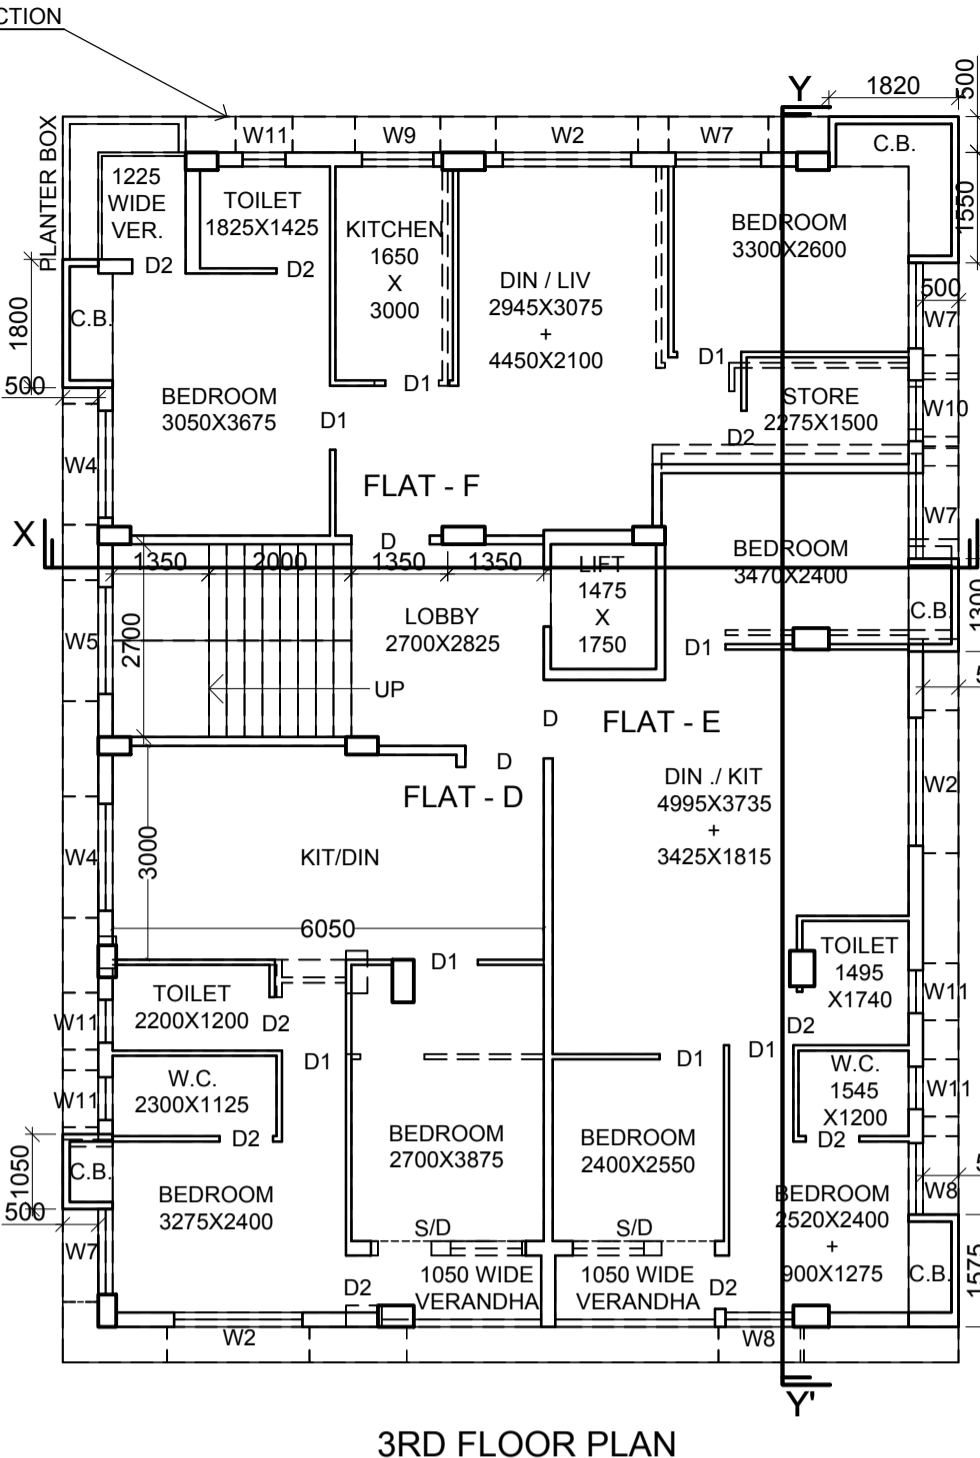 CTION
Y
1820
500
PLANTER BOX
W11
W9
W2
W7
C.B.
1225
WIDE
VER.
TOILET
1825X1425
KITCHEN
1650
X
3000
DIN / LIV
2945X3075
+
4450X2100
BEDROOM
3300X2600
1550
D2
D2
C.B.
1800
500
W7
500
BEDROOM
3050X3675
D1
D1
D1
STORE
2275X1500
W10
D2
W4
FLAT - F
W7
X
D
1350
2000
1350
1350
LIFT
1475
X
1750
BEDROOM
3470X2400
1300
C.B.
W5
2700
LOBBY
2700X2825
D1
UP
D
FLAT - E
D
FLAT - D
DIN ./ KIT
4995X3735
+
3425X1815
W2
W4
3000
KIT/DIN
6050
TOILET
1495
X1740
D1
TOILET
2200X1200
D2
W11
W11
D2
D1
D1
D1
W.C.
2300X1125
W.C.
1545
X1200
W11
W11
D2
D2
BEDROOM
2700X3875
BEDROOM
2400X2550
1050
C.B.
500
BEDROOM
3275X2400
BEDROOM
2520X2400
+
900X1275
W8
S/D
S/D
W7
D2
1050 WIDE
VERANDHA
1050 WIDE
VERANDHA
D2
C.B.
1575
W2
W8
Y'
3RD FLOOR PLAN